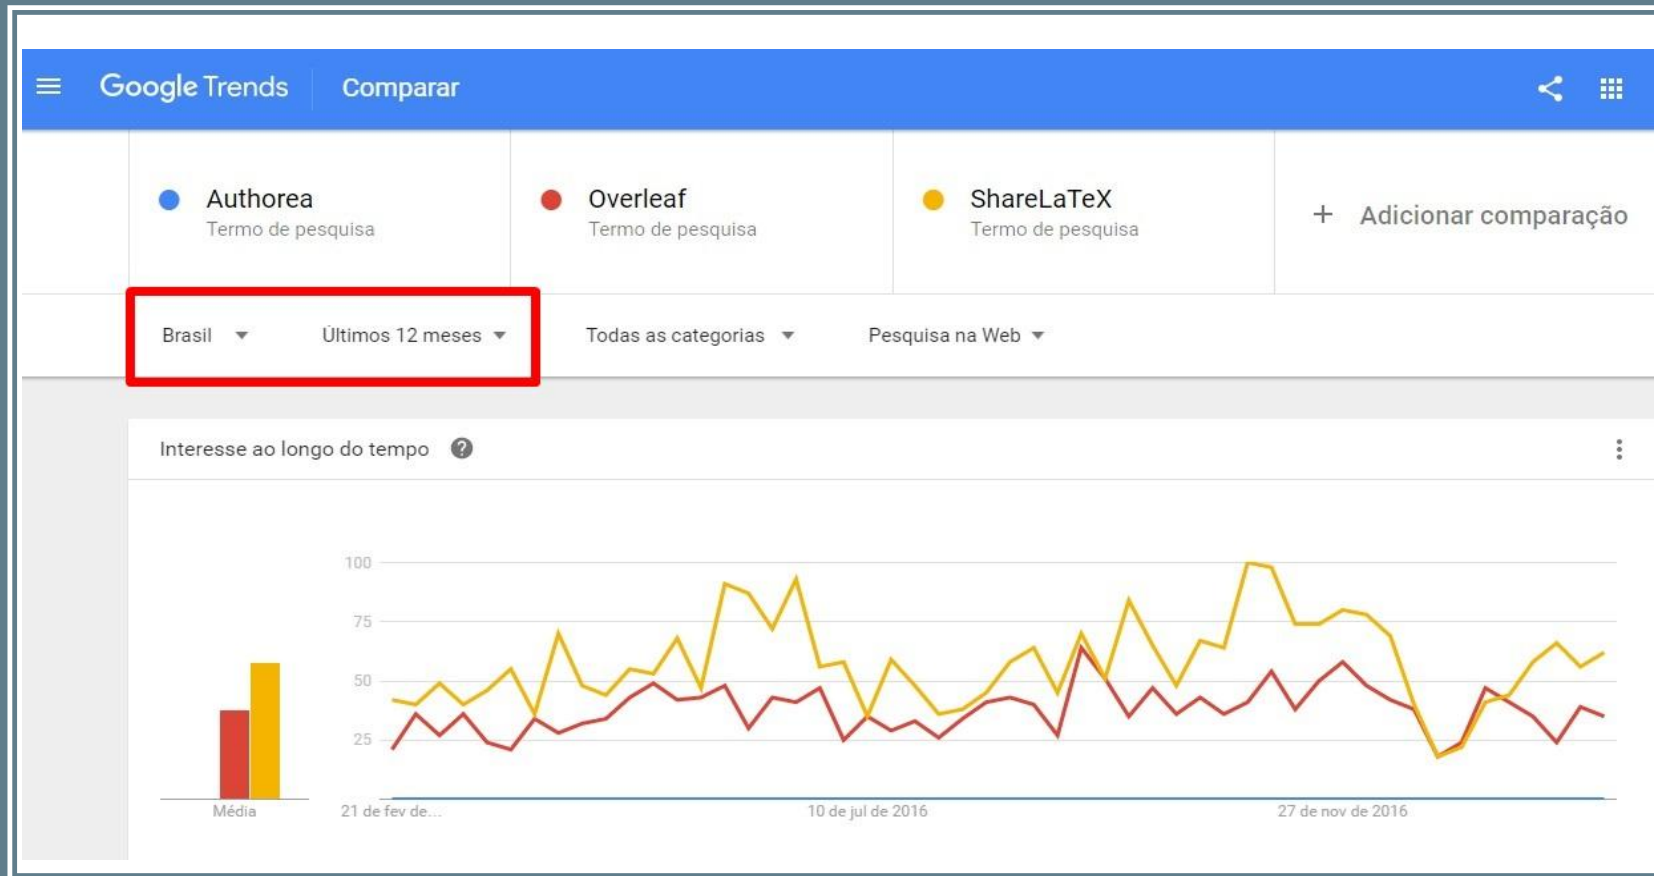 Google Trends Comparar
Authorea
Termo de pesquisa
Overleaf
Termo de pesquisa
ShareLaTeX
Termo de pesquisa
+ Adicionar comparação
Brasil
Últimos 12 meses
Todas as categorias
Pesquisa na Web
Interesse ao longo do tempo ?
100
75
50
25
Média
21 de fev de...
10 de jul de 2016
27 de nov de 2016